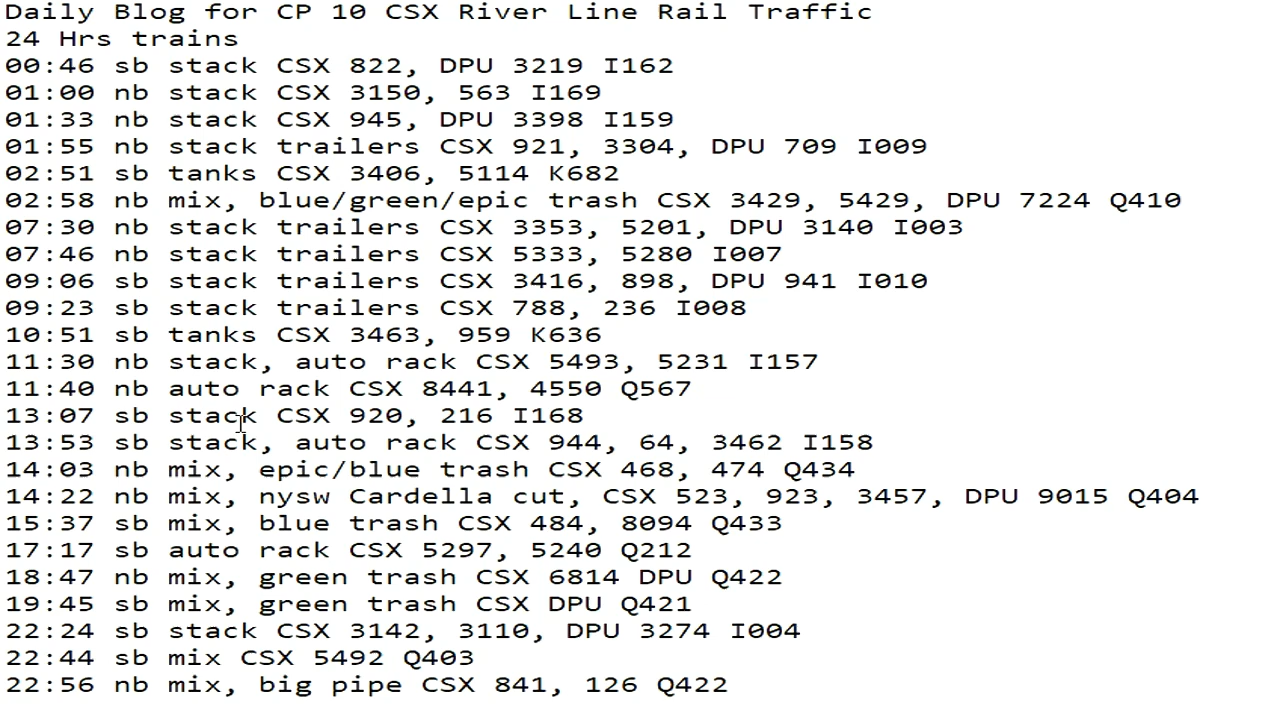 Daily Blog for CP 10 CSX River Line Rail Traffic
24 Hrs trains
00:46 sb stack CSX 822, DPU 3219 I162
01:00 nb stack CSX 3150, 563 I169
01:33 nb stack CSX 945, DPU 3398 I159
01:55 nb stack trailers CSX 921, 3304, DPU 709 I009
02:51 sb tanks CSX 3406, 5114 K682
02:58 nb mix, blue/green/epic trash CSX 3429, 5429, DPU 7224 Q410
07:30 nb stack trailers CSX 3353, 5201, DPU 3140 I003
07:46 nb stack trailers CSX 5333, 5280 I007
09:06 sb stack trailers CSX 3416, 898, DPU 941 I010
09:23 sb stack trailers CSX 788, 236 I008
10:51 sb tanks CSX 3463, 959 K636
11:30 nb stack, auto rack CSX 5493, 5231 I157
11:40 nb auto rack CSX 8441, 4550 Q567
13:07 sb stack CSX 920, 216 I168
13:53 sb stack, auto rack CSX 944, 64, 3462 I158
14:03 nb mix, epic/blue trash CSX 468, 474 Q434
14:22 nb mix, nysw Cardella cut, CSX 523, 923, 3457, DPU 9015 Q404
15:37 sb mix, blue trash CSX 484, 8094 Q433
17:17 sb auto rack CSX 5297, 5240 Q212
18:47 nb mix, green trash CSX 6814 DPU Q422
19:45 sb mix, green trash CSX DPU Q421
22:24 sb stack CSX 3142, 3110, DPU 3274 I004
22:44 sb mix CSX 5492 Q403
22:56 nb mix, big pipe CSX 841, 126 Q422